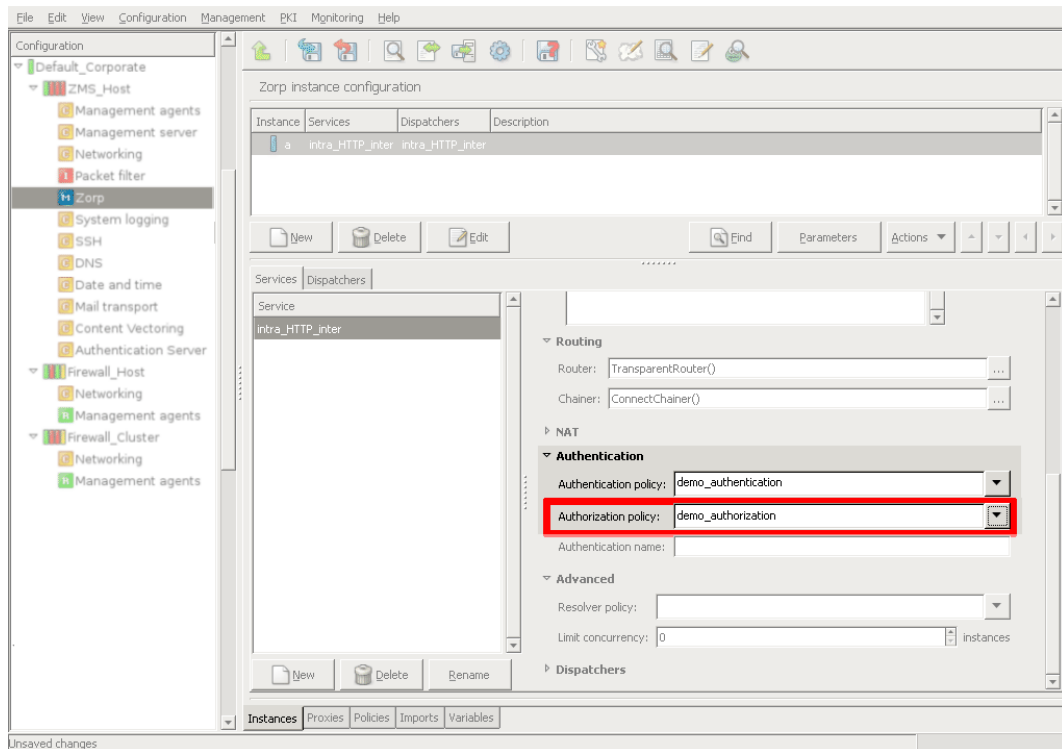 File Edit View Configuration Management PKI Monitoring Help
Configuration
Default_Corporate
ZMS_Host
Management agents
Management server
Networking
Packet filter
Zorp
System logging
SSH
DNS
Date and time
Mail transport
Content Vectoring
Authentication Server
Firewall_Host
Networking
Management agents
Firewall_Cluster
Networking
Management agents
Zorp instance configuration
Instance Services Dispatchers Description
a intra_HTTP_inter intra_HTTP_inter
New Delete Edit Find Parameters Actions
Services Dispatchers
Service
intra_HTTP_inter
Routing
Router: TransparentRouter() ...
Chainer: ConnectChainer() ...
NAT
Authentication
Authentication policy: demo_authentication
Authorization policy: demo_authorization
Authentication name:
Advanced
Resolver policy:
Limit concurrency: 0 instances
Dispatchers
New Delete Rename
Instances Proxies Policies Imports Variables
Unsaved changes